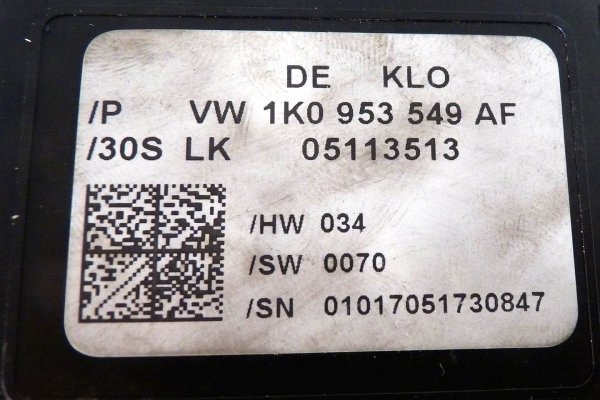 DE KLO
/P VW 1K0 953 549 AF
/30S LK 05113513
/HW 034
/SW 0070
/SN 01017051730847